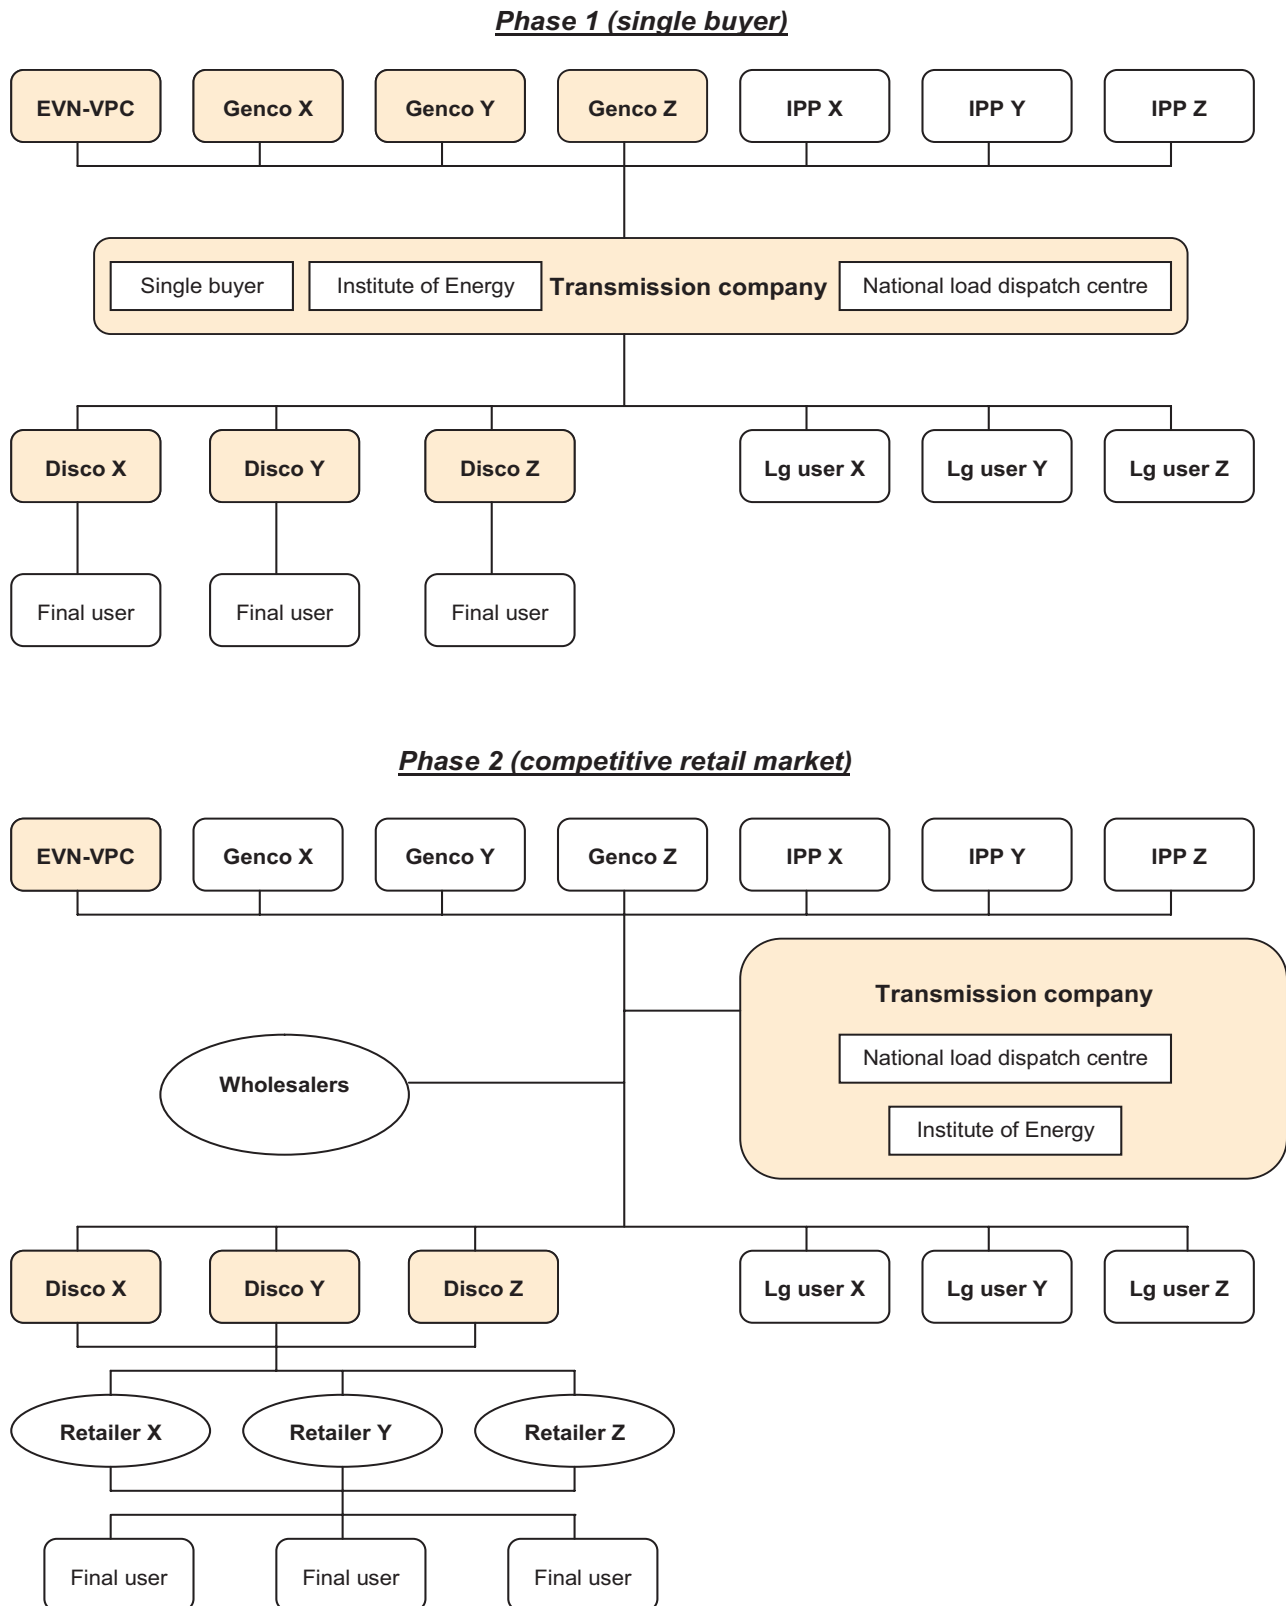 Phase 1 (single buyer)
EVN-VPC Genco X Genco Y Genco Z IPP X IPP Y IPP Z
Single buyer Institute of Energy Transmission company National load dispatch centre
Disco X Disco Y Disco Z Lg user X Lg user Y Lg user Z
Final user Final user Final user
Phase 2 (competitive retail market)
EVN-VPC Genco X Genco Y Genco Z IPP X IPP Y IPP Z
Transmission company
National load dispatch centre
Wholesalers
Institute of Energy
Disco X Disco Y Disco Z Lg user X Lg user Y Lg user Z
Retailer X Retailer Y Retailer Z
Final user Final user Final user